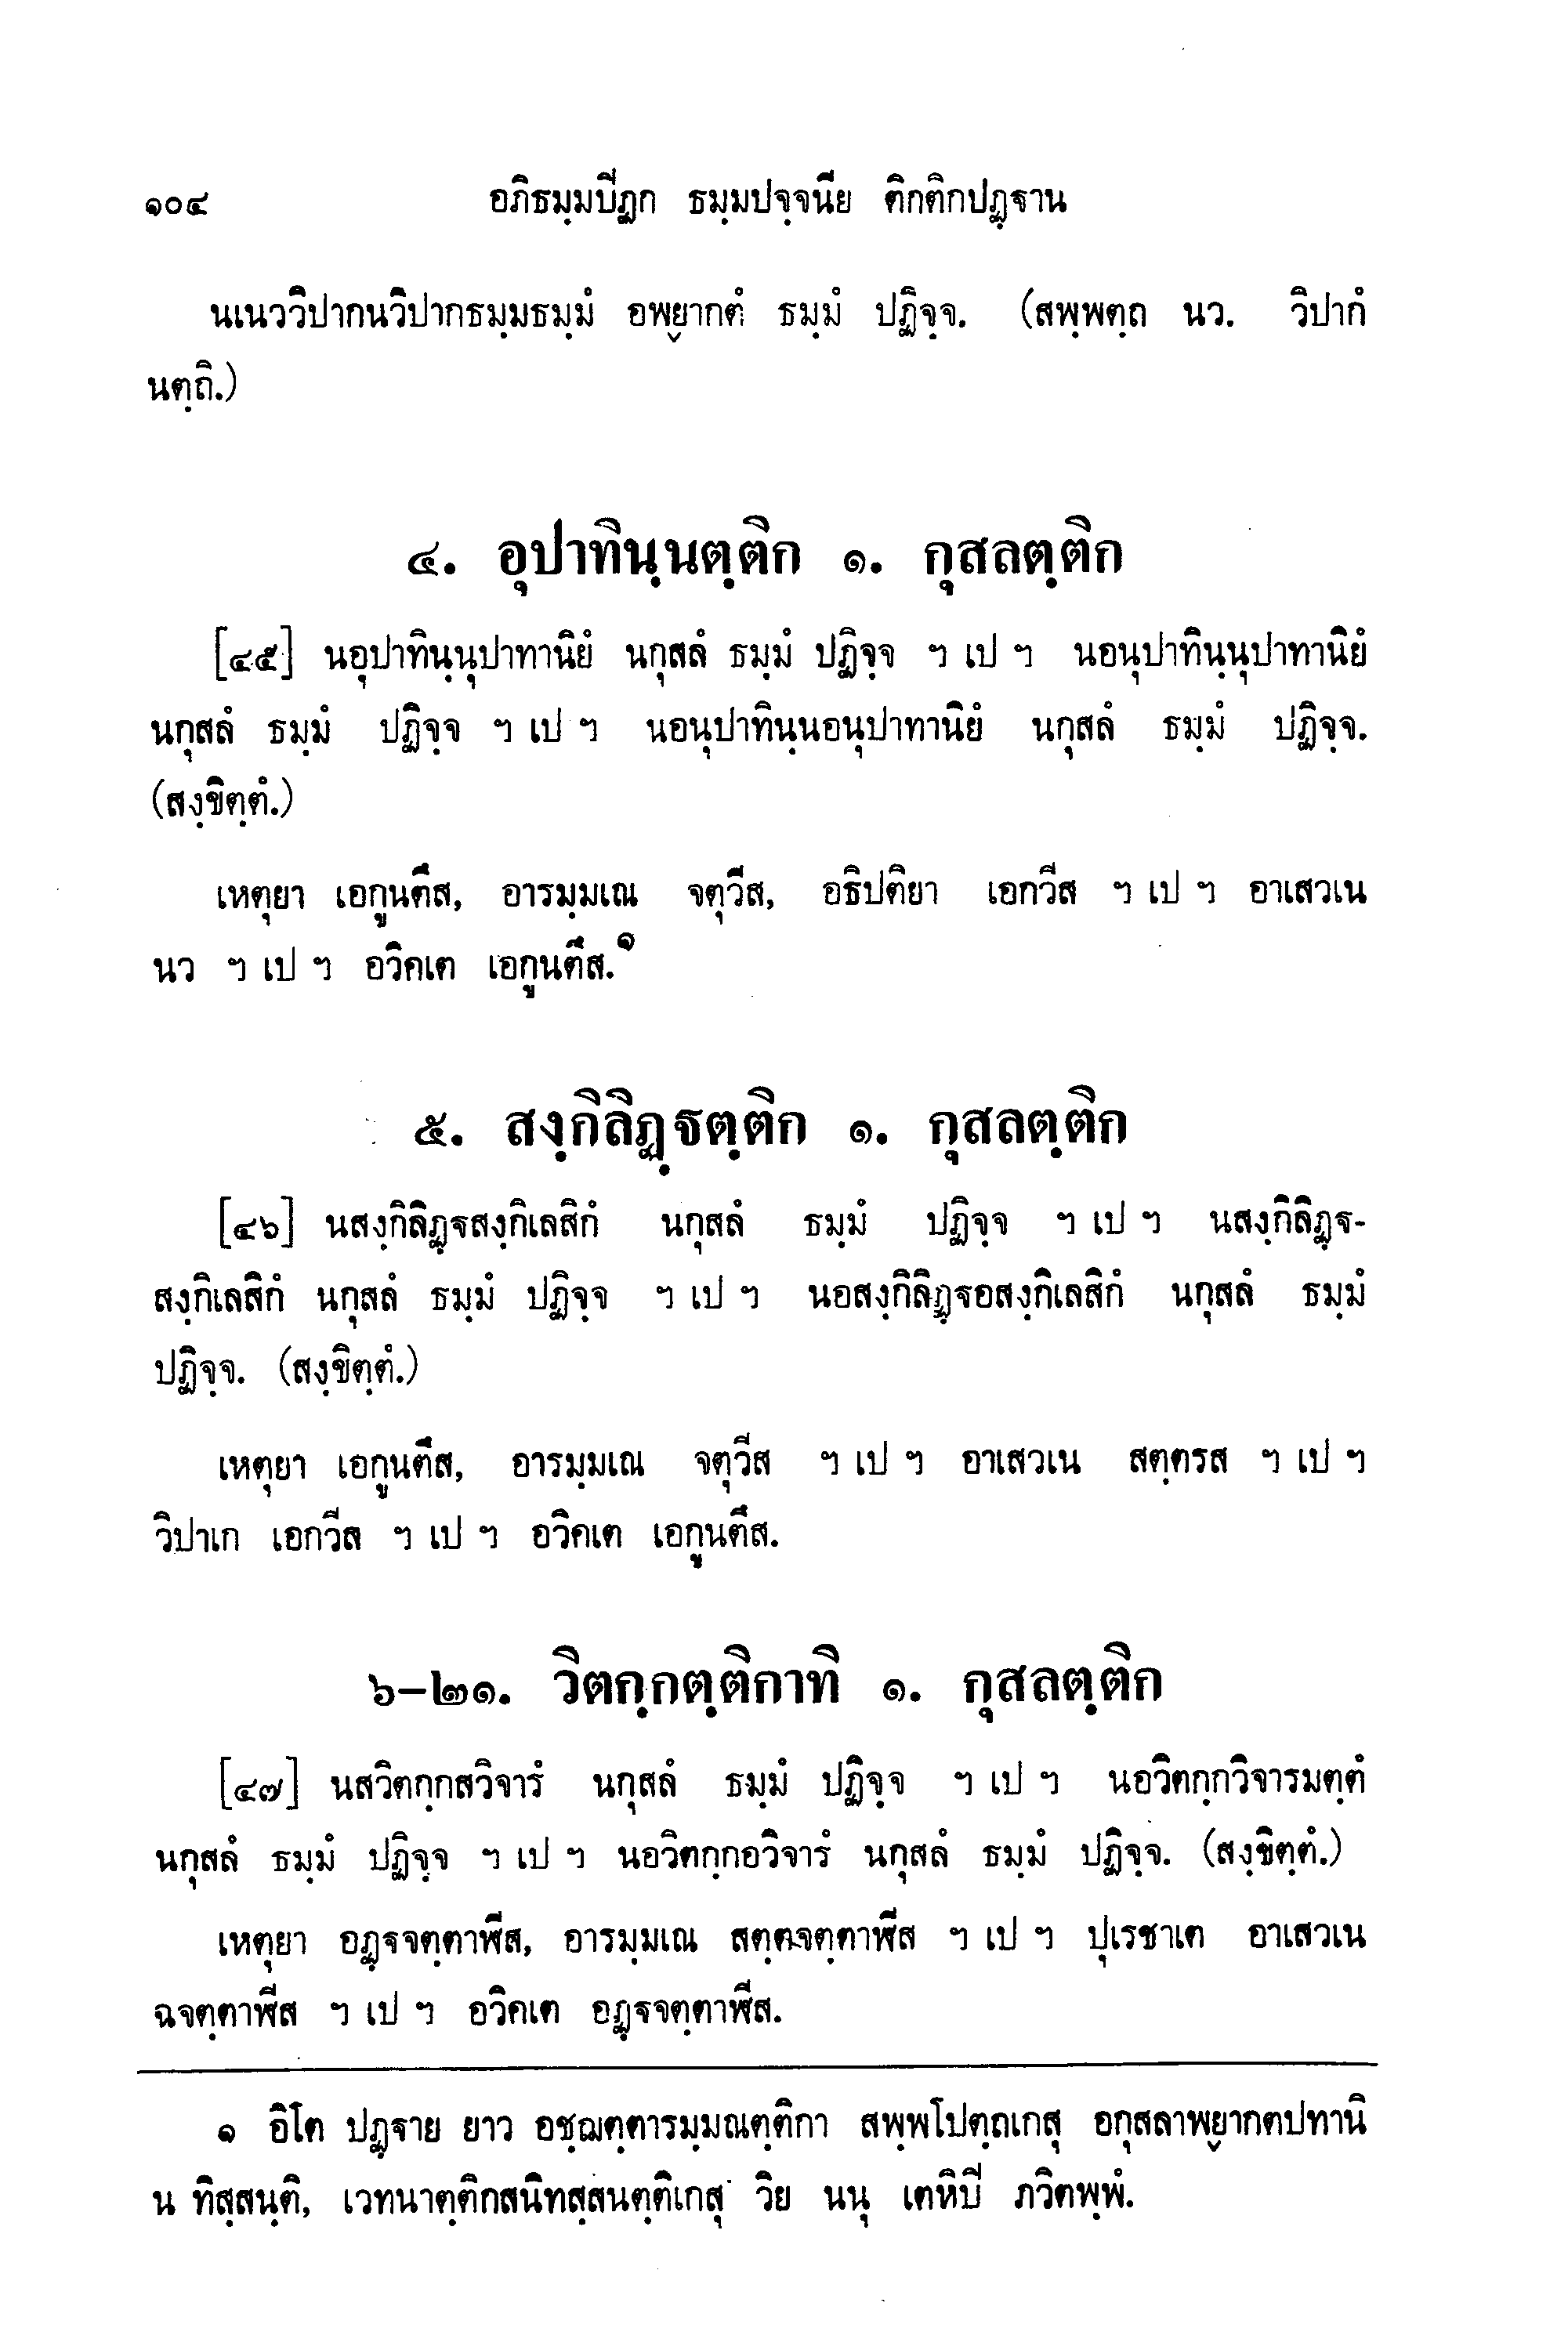 ๑๐๔ อภิธมฺมปิฏก ธมฺมปจฺจนีย ติกติกปฏฺฐาน
นเนววิปากนวิปากธมฺมธมฺมํ อพฺยากตํ ธมฺมํ ปฏิจฺจ. (สพฺพตฺถ นว. วิปากํ
นตฺถิ.)
๔. อุปาทินฺนตฺติก ๑. กุสลตฺติก
[๔๕] นอุปาทินฺนุปาทานิยํ นกุสลํ ธมฺมํ ปฏิจฺจ ฯ เป ฯ นอนุปาทินฺนุปาทานิยํ
นกุสลํ ธมฺมํ ปฏิจฺจ ฯ เป ฯ นอนุปาทินฺนอนุปาทานิยํ นกุสลํ ธมฺมํ ปฏิจฺจ.
(สงฺขิตฺตํ.)
เหตุยา เอกูนตึส, อารมฺมเณ จตุวีส, อธิปติยา เอกวีส ฯ เป ฯ อาเสวเน
นว ฯ เป ฯ อวิคเต เอกูนตึส.๑
๕. สงฺกิลิฏฺฐตฺติก ๑. กุสลตฺติก
[๔๖] นสงฺกิลิฏฺฐสงฺกิเลสิกํ นกุสลํ ธมฺมํ ปฏิจฺจ ฯ เป ฯ นสงฺกิลิฏฺฐ-
สงฺกิเลสิกํ นกุสลํ ธมฺมํ ปฏิจฺจ ฯ เป ฯ นอสงฺกิลิฏฺฐอสงฺกิเลสิกํ นกุสลํ ธมฺมํ
ปฏิจฺจ. (สงฺขิตฺตํ.)
เหตุยา เอกูนตึส, อารมฺมเณ จตุวีส ฯ เป ฯ อาเสวเน สตฺตรส ฯ เป ฯ
วิปาเก เอกวีส ฯ เป ฯ อวิคเต เอกูนตึส.
๖–๒๑. วิตกฺกตฺติกาทิ ๑. กุสลตฺติก
[๔๗] นสวิตกฺกสวิจารํ นกุสลํ ธมฺมํ ปฏิจฺจ ฯ เป ฯ นอวิตกฺกวิจารมตฺตํ
นกุสลํ ธมฺมํ ปฏิจฺจ ฯ เป ฯ นอวิตกฺกอวิจารํ นกุสลํ ธมฺมํ ปฏิจฺจ. (สงฺขิตฺตํ.)
เหตุยา อฏฺฐจตฺตาฬีส, อารมฺมเณ สตฺตจตฺตาฬีส ฯ เป ฯ ปุเรชาเต อาเสวเน
ฉจตฺตาฬีส ฯ เป ฯ อวิคเต อฏฺฐจตฺตาฬีส.
๑ อิโต ปฏฺฐาย ยาว อชฺฌตฺตารมฺมณตฺติกา สพฺพโปตฺถเกสุ อกุสลาพฺยากตปทานิ
น ทิสฺสนฺติ, เวทนาตฺติกสนิทสฺสนตฺติเกสุ วิย นนุ เตหิปิ ภวิตพฺพํ.